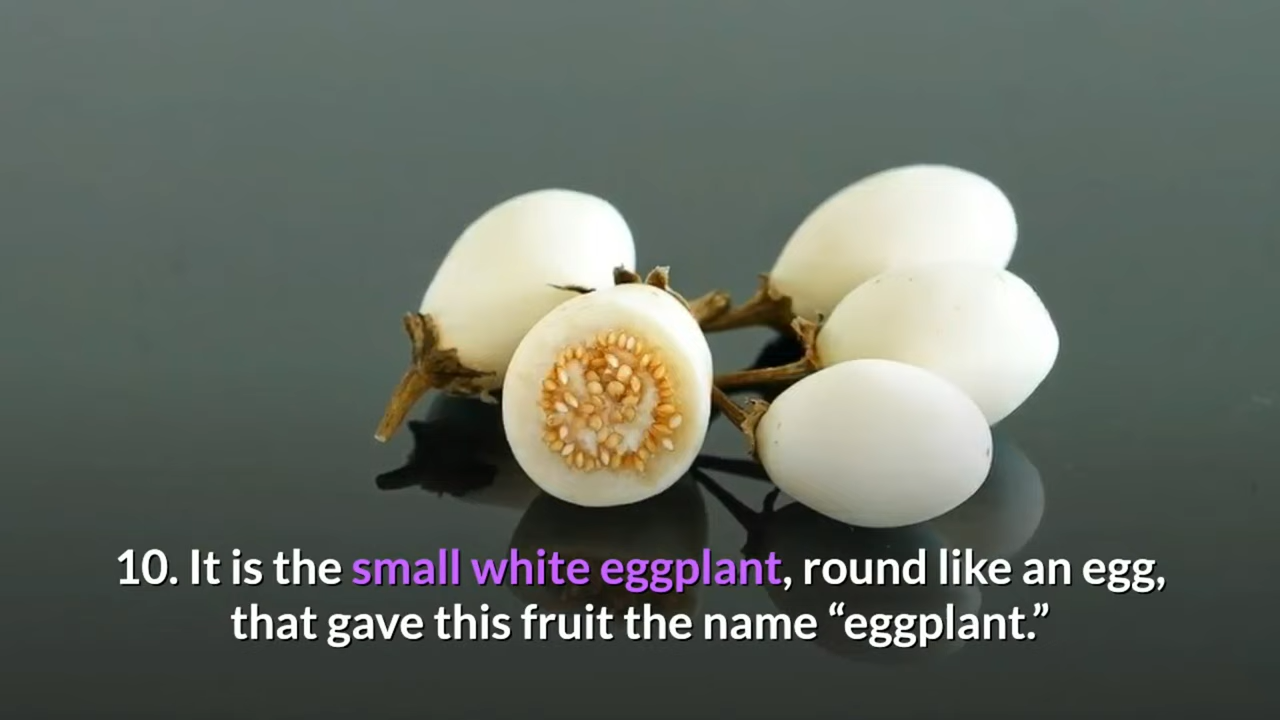 10. It is the small white eggplant, round like an egg,
that gave this fruit the name “eggplant.”